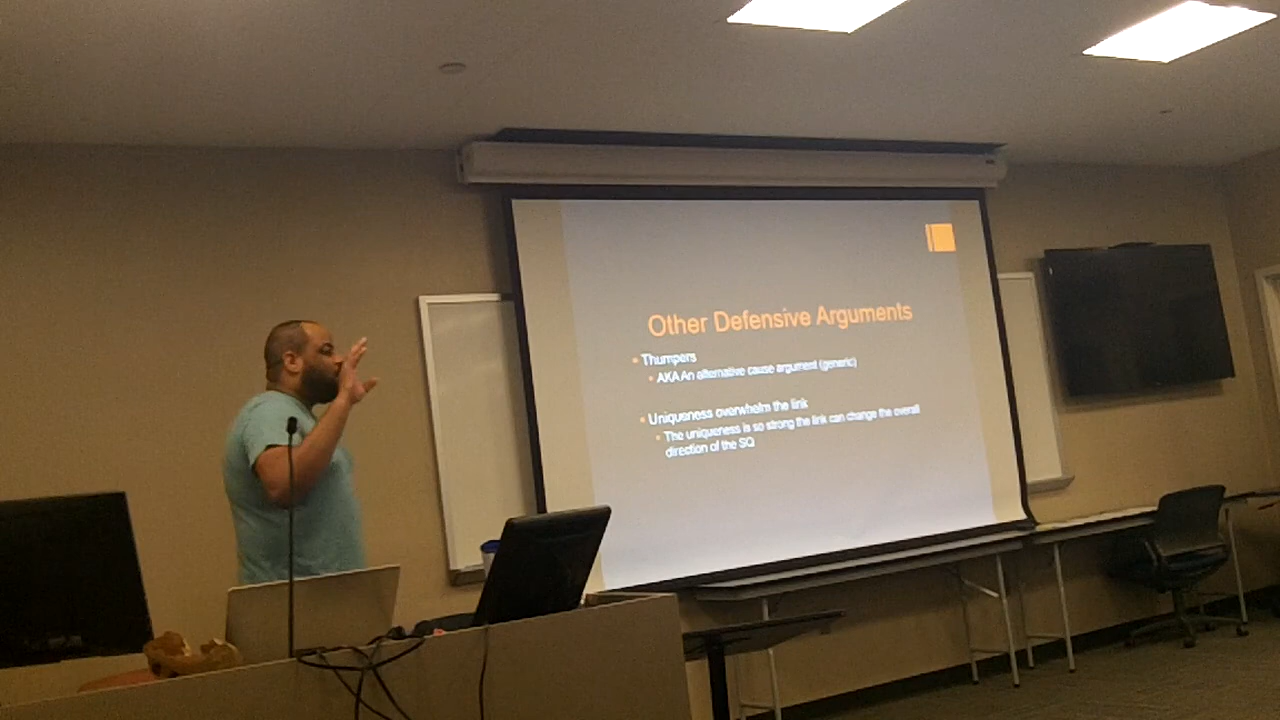 Other Defensive Arguments
Thumpers
AKA An alternative cause argument (generic)
Uniqueness overwhelm the link
The uniqueness is so strong the link can change the overall
direction of the SQ